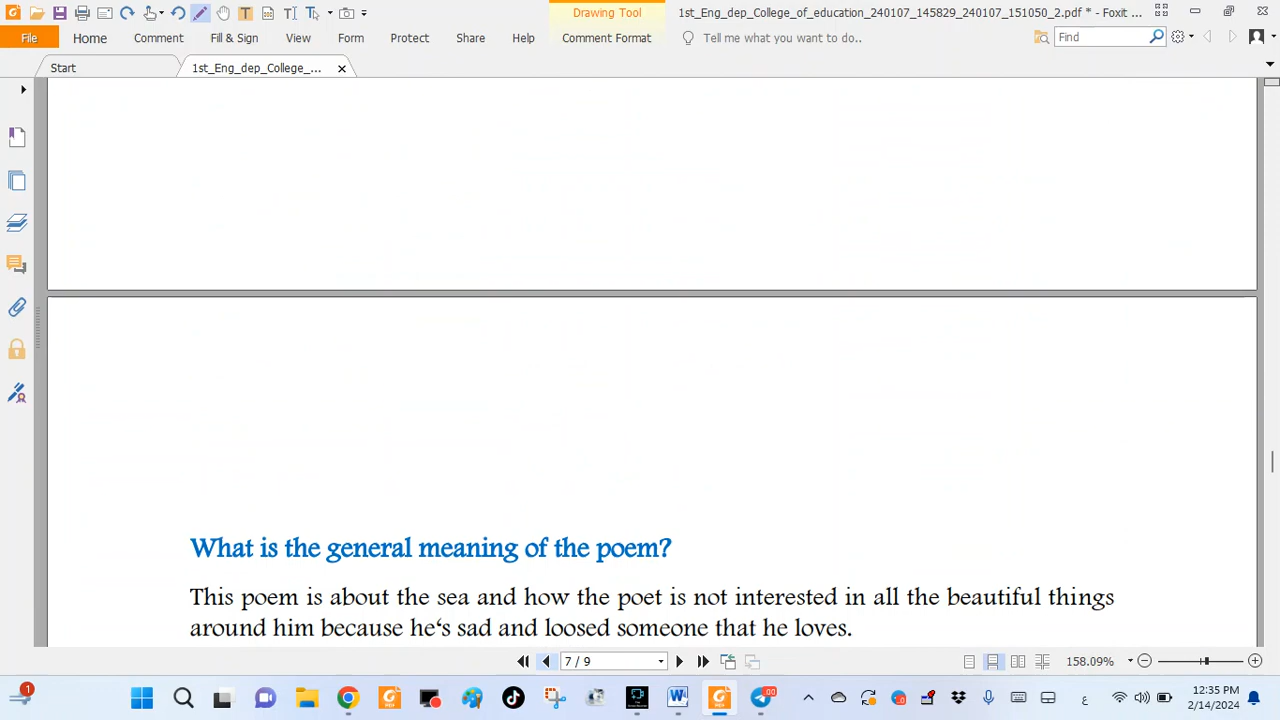 Drawing Tool
1st_Eng_dep_College_of_education_240107_145829_240107_151050_2.pdf * - Foxit ...
File Home Comment Fill & Sign View Form Protect Share Help Comment Format Tell me what you want to do.. Find
Start 1st_Eng_dep_College_...
What is the general meaning of the poem?
This poem is about the sea and how the poet is not interested in all the beautiful things
around him because he‘s sad and loosed someone that he loves.
7 / 9 158.09%
1 00 ع 12:35 PM
2/14/2024